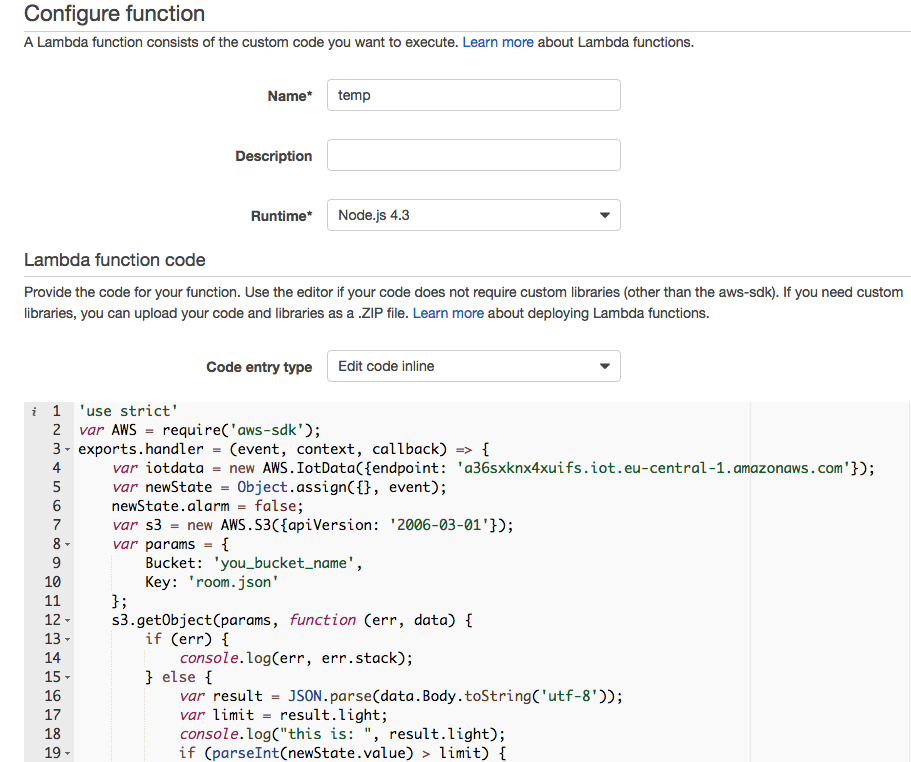 Configure function
A Lambda function consists of the custom code you want to execute. Learn more about Lambda functions.
Name* temp
Description
Runtime* Node.js 4.3
Lambda function code
Provide the code for your function. Use the editor if your code does not require custom libraries (other than the aws-sdk). If you need custom
libraries, you can upload your code and libraries as a .ZIP file. Learn more about deploying Lambda functions.
Code entry type Edit code inline
i 1 'use strict'
2 var AWS = require('aws-sdk');
3 exports.handler = (event, context, callback) => {
4 var iotdata = new AWS.IotData({endpoint: 'a36sxknx4xuifs.iot.eu-central-1.amazonaws.com'});
5 var newState = Object.assign({}, event);
6 newState.alarm = false;
7 var s3 = new AWS.S3({apiVersion: '2006-03-01'});
8 var params = {
9 Bucket: 'you_bucket_name',
10 Key: 'room.json'
11 };
12 s3.getObject(params, function (err, data) {
13 if (err) {
14 console.log(err, err.stack);
15 } else {
16 var result = JSON.parse(data.Body.toString('utf-8'));
17 var limit = result.light;
18 console.log("this is: ", result.light);
19 if (parseInt(newState.value) > limit) {